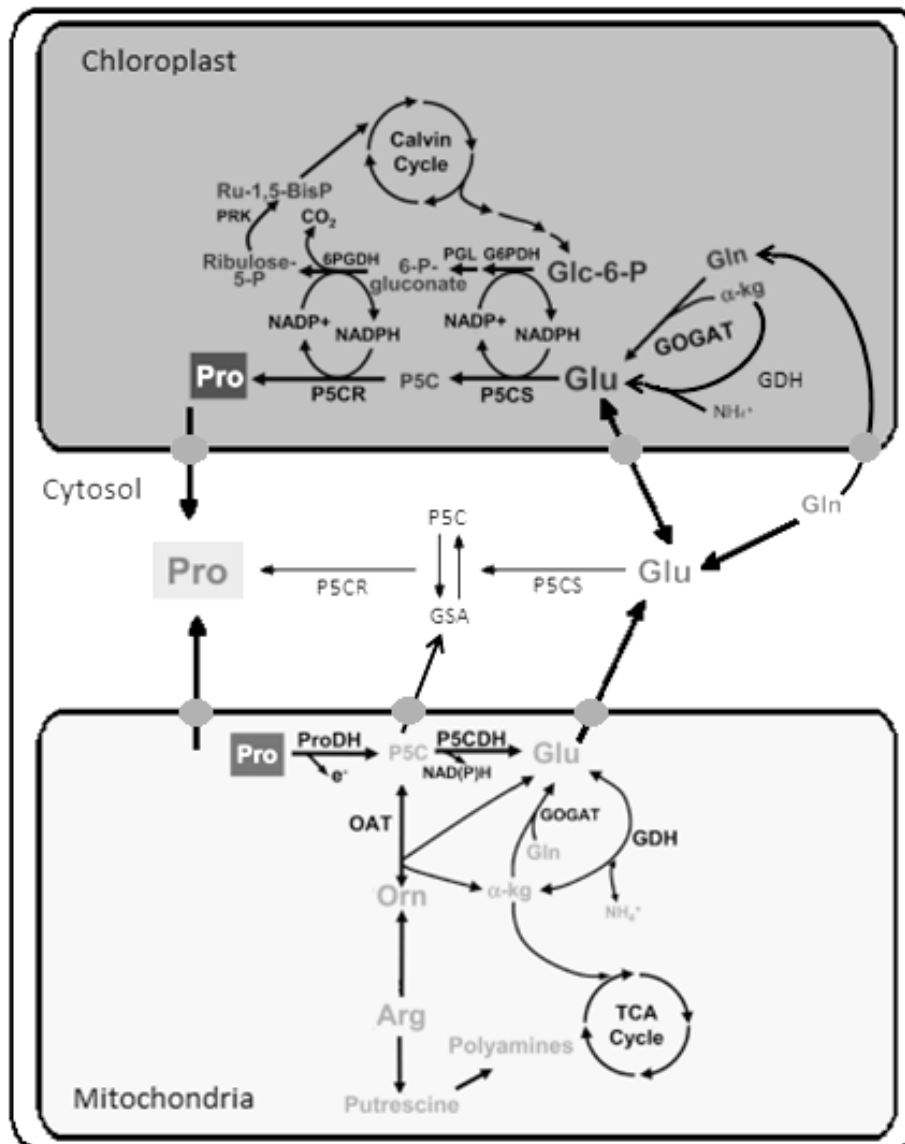 Chloroplast
Calvin
Cycle
Ru-1,5-BisP
PRK
CO₂
Ribulose-
5-P
6PGDH
6-P-
gluconate
PGL
G6PDH
Glc-6-P
Gln
α-kg
GOGAT
GDH
NH₄⁺
NADP+
NADPH
NADP+
NADPH
Pro
P5CR
P5C
P5CS
Glu
Cytosol
Gln
P5C
Pro
P5CR
P5CS
Glu
GSA
Pro
ProDH
e⁻
P5C
P5CDH
NAD(P)H
Glu
OAT
GOGAT
Gln
GDH
Orn
α-kg
NH₄⁺
Arg
TCA
Cycle
Polyamines
Putrescine
Mitochondria